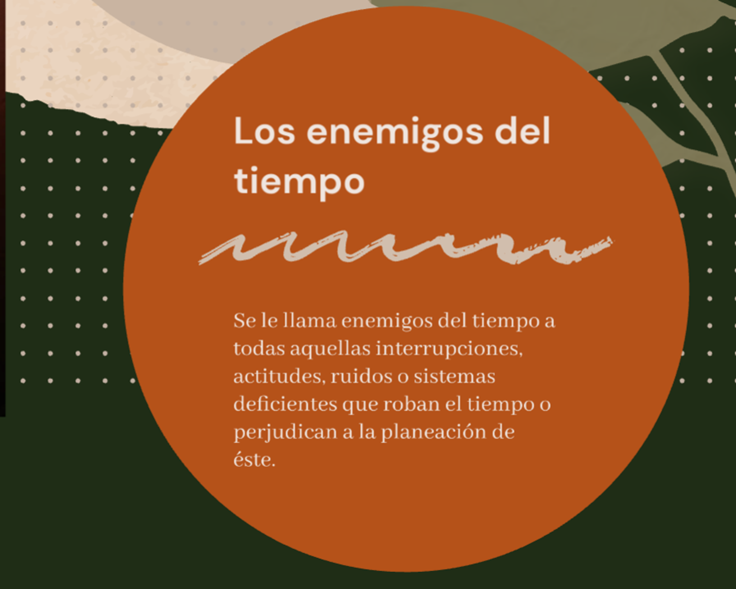 Los enemigos del
tiempo
Se le llama enemigos del tiempo a
todas aquellas interrupciones,
actitudes, ruidos o sistemas
deficientes que roban el tiempo o
perjudican a la planeación de
éste.